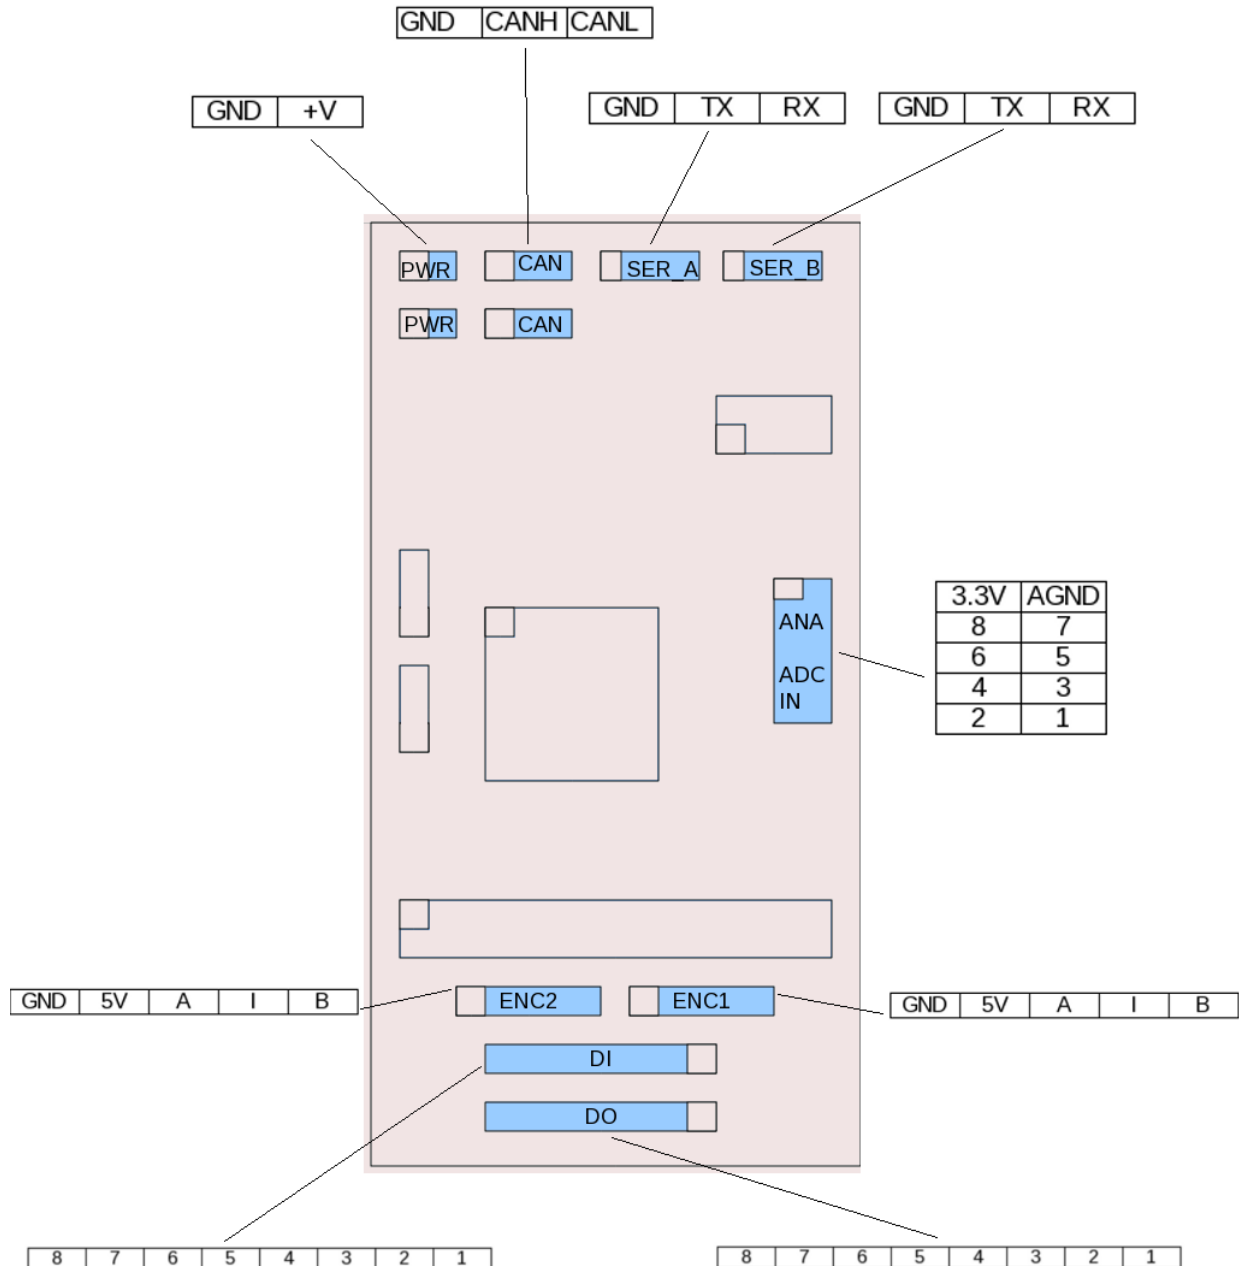 GND CANH CANL
GND +V
GND TX RX
GND TX RX
PWR CAN SER_A SER_B
PWR CAN
ANA
ADC
IN
3.3V AGND
8 7
6 5
4 3
2 1
GND 5V A I B
ENC2 ENC1
GND 5V A I B
DI
DO
8 7 6 5 4 3 2 1
8 7 6 5 4 3 2 1